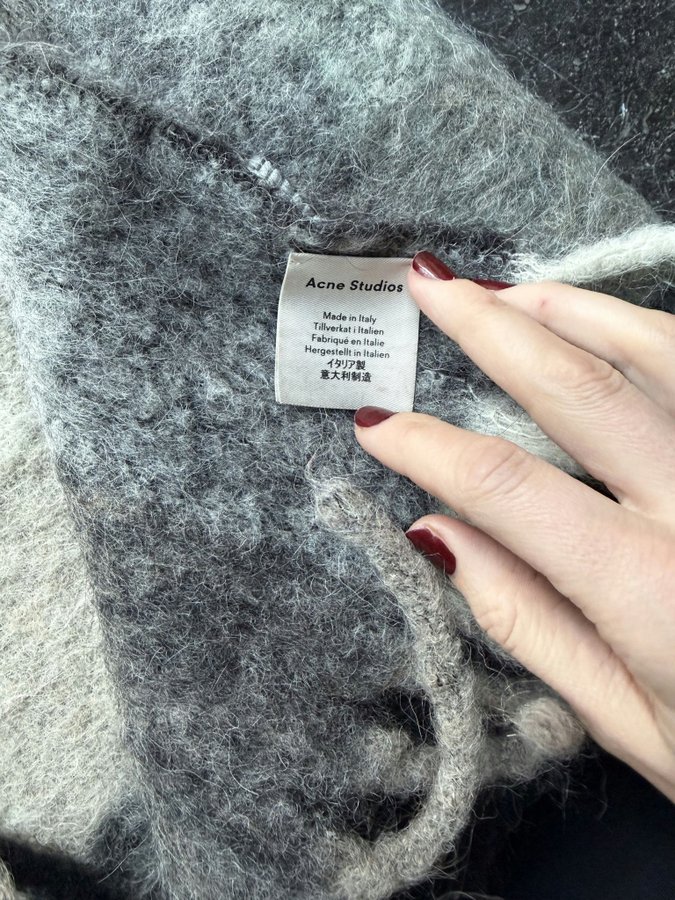 Acne Studios
Made in Italy
Tillverkat i Italien
Fabriqué en Italie
Hergestellt in Italien
イタリア製
意大利制造